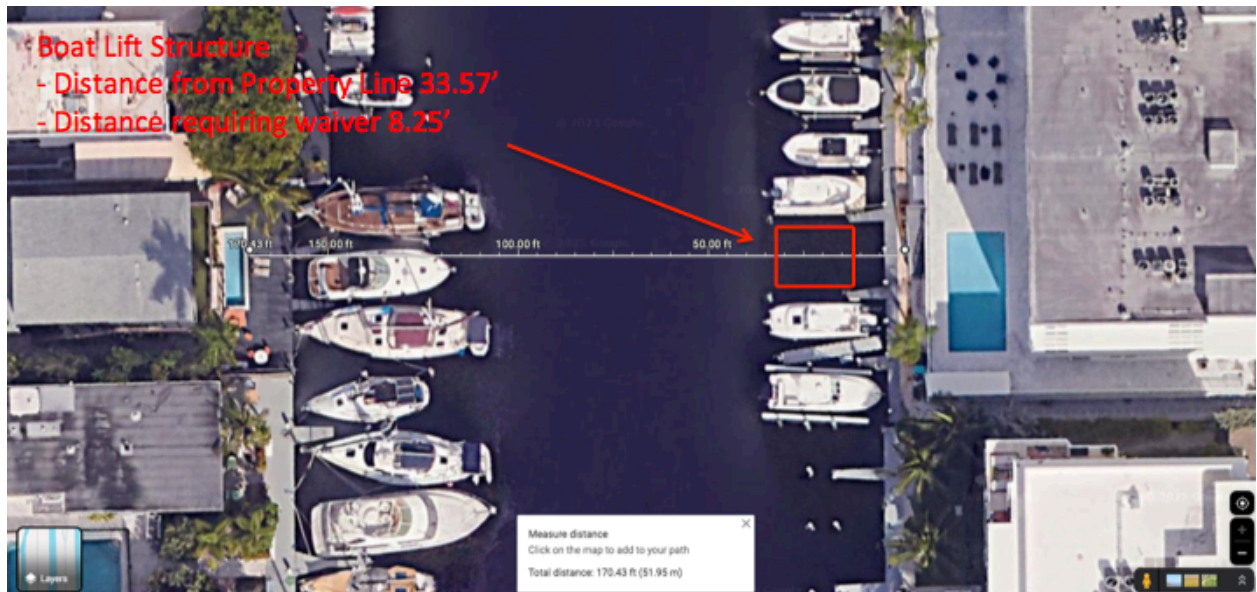 Boat Lift Structure
- Distance from Property Line 33.57'
- Distance requiring waiver 8.25'
170.43 ft
150.00 ft
100.00 ft
50.00 ft
Measure distance
Click on the map to add to your path
Total distance: 170.43 ft (51.95 m)
Layers